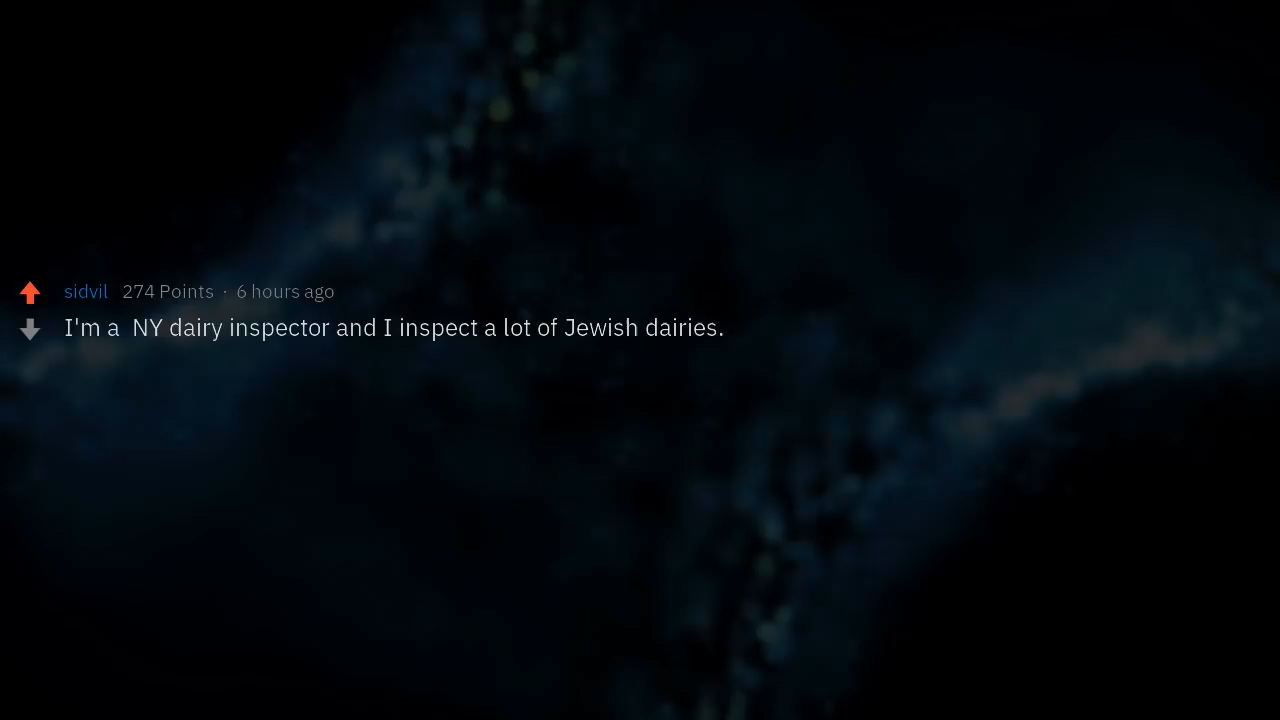 sidvil 274 Points · 6 hours ago
I'm a  NY dairy inspector and I inspect a lot of Jewish dairies.